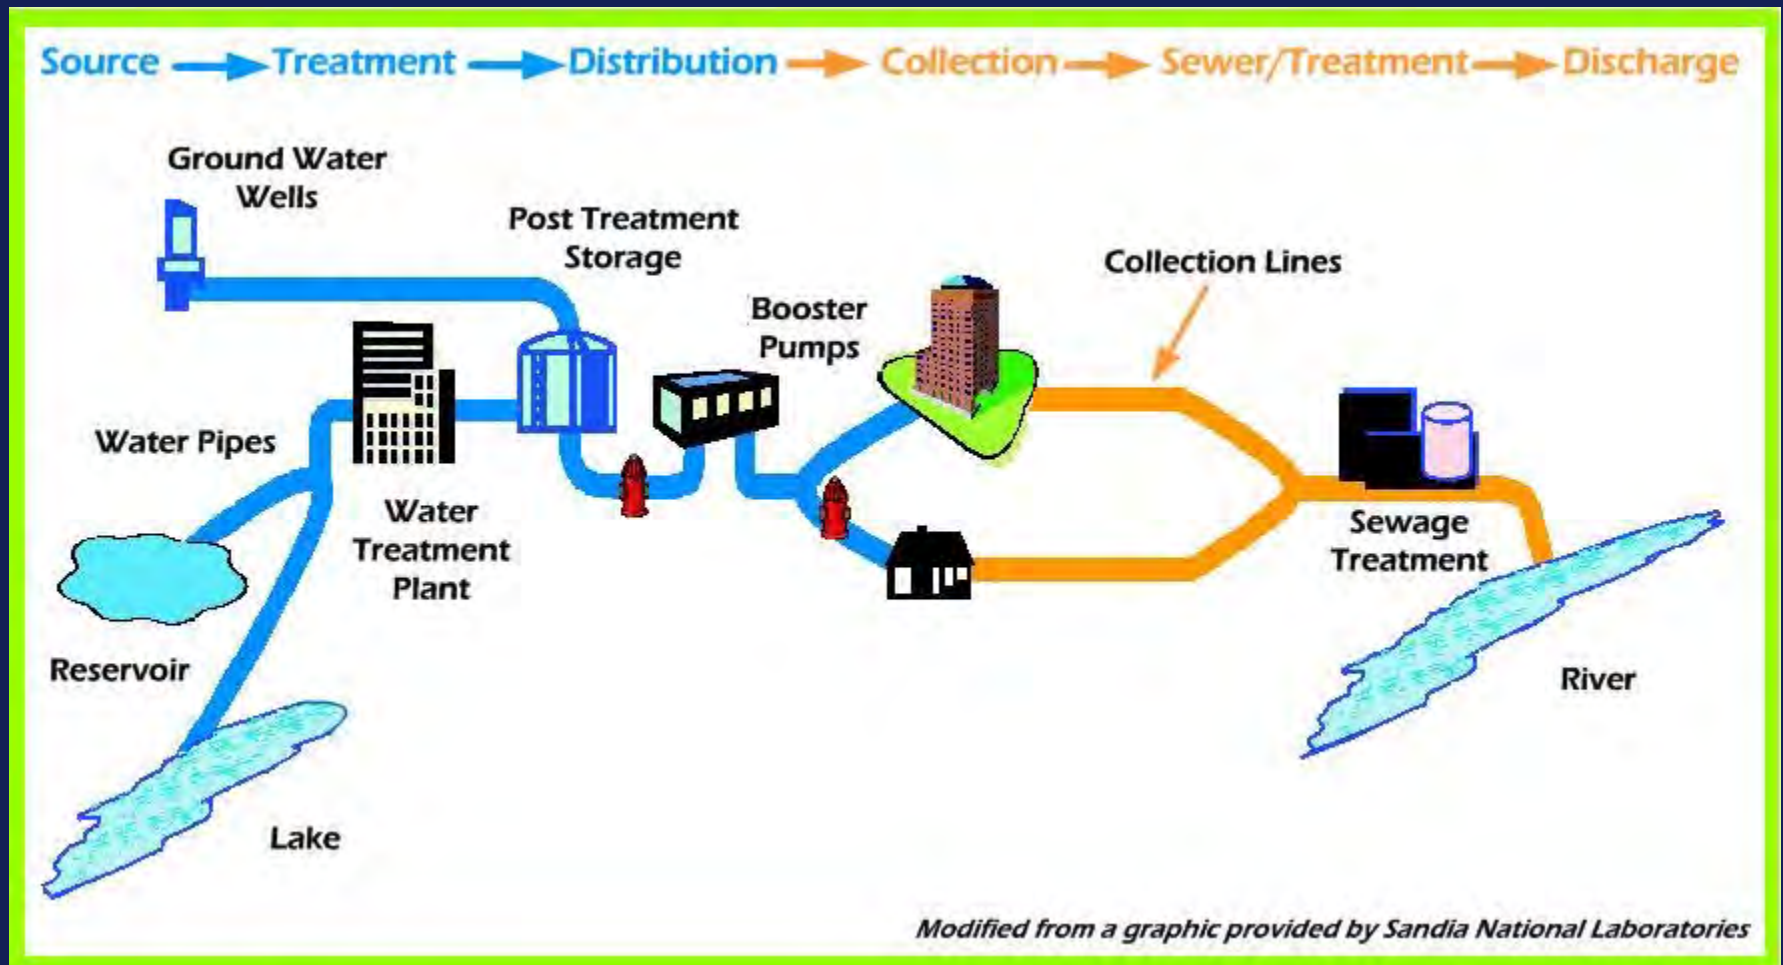 Source Treatment Distribution Collection Sewer/Treatment Discharge
Ground Water
Wells
Post Treatment
Storage
Collection Lines
Booster
Pumps
Water Pipes
Water
Treatment
Plant
Sewage
Treatment
Reservoir
River
Lake
Modified from a graphic provided by Sandia National Laboratories